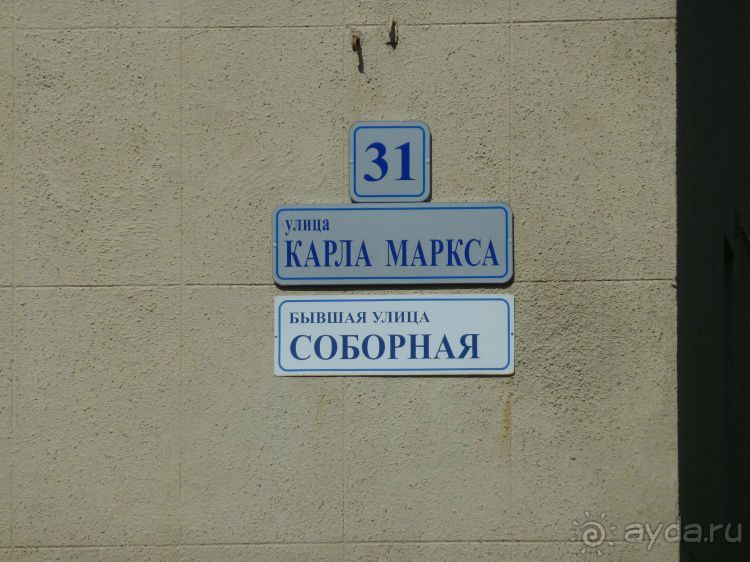 31
улица
КАРЛА МАРКСА
БЫВШАЯ УЛИЦА
СОБОРНАЯ
ayda.ru